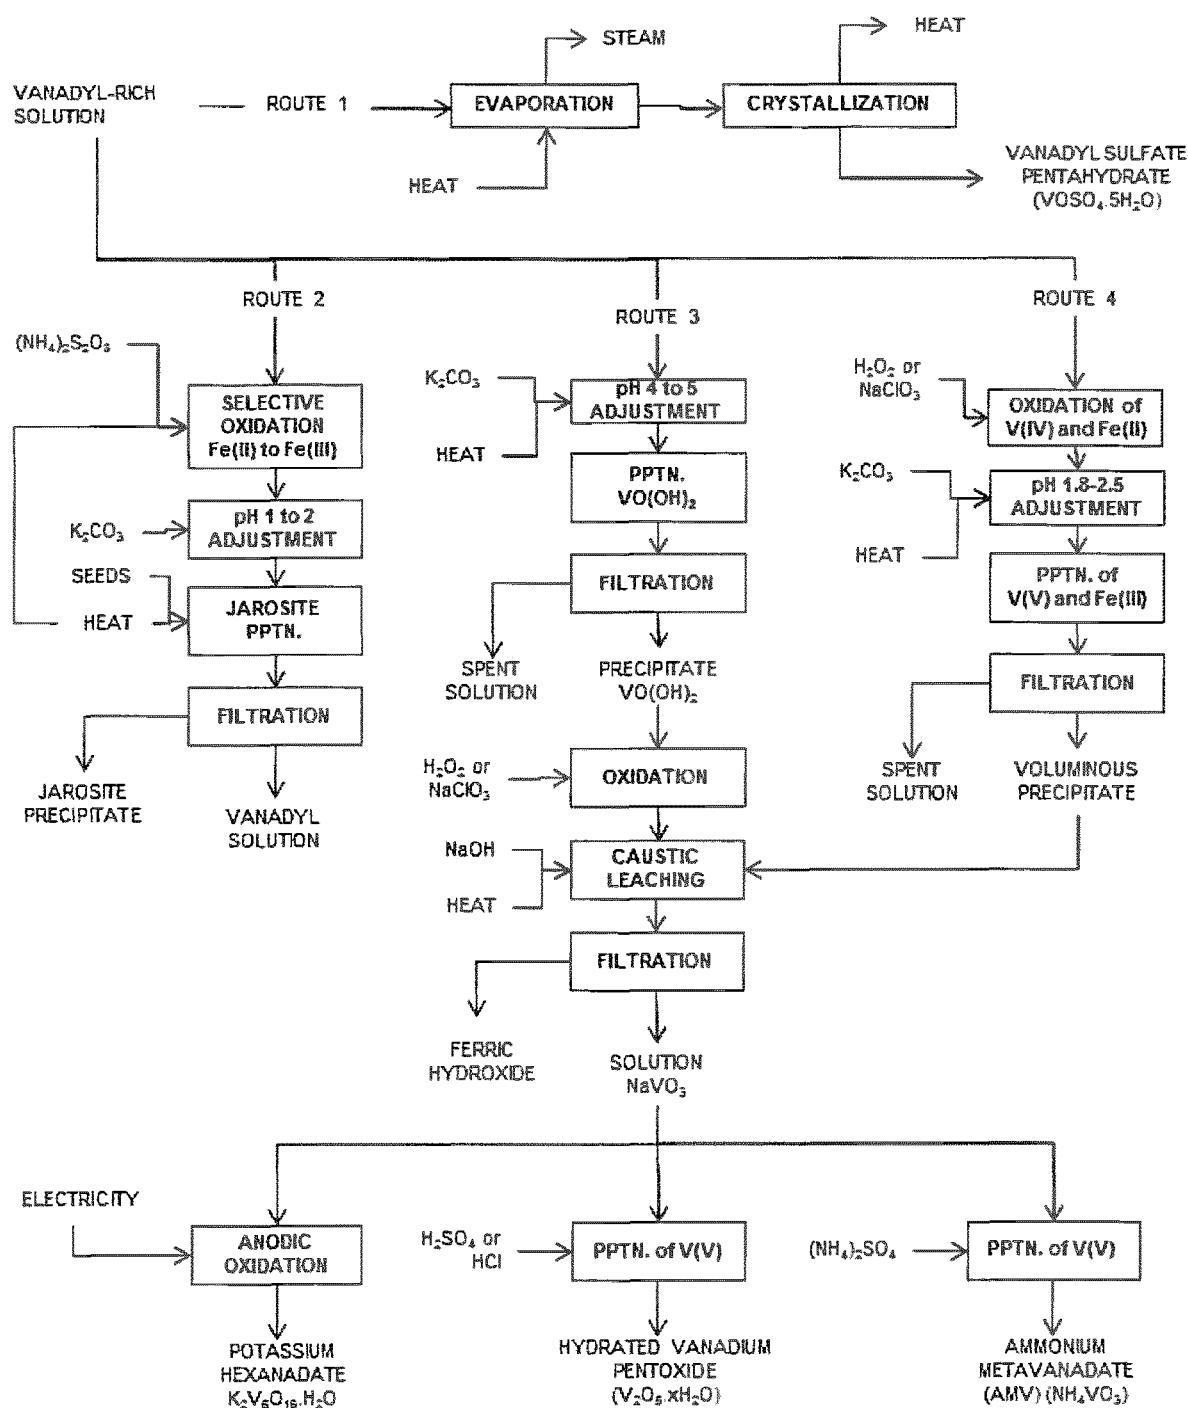 STEAM
HEAT
VANADYL-RICH
SOLUTION
ROUTE 1
EVAPORATION
CRYSTALLIZATION
HEAT
VANADYL SULFATE
PENTAHYDRATE
(VOSO₄.5H₂O)
ROUTE 2
(NH₄)₂S₂O₃
SELECTIVE
OXIDATION
Fe(II) to Fe(III)
K₂CO₃
pH 1 to 2
ADJUSTMENT
SEEDS
HEAT
JAROSITE
PPTN.
FILTRATION
JAROSITE
PRECIPITATE
VANADYL
SOLUTION
ROUTE 3
K₂CO₃
pH 4 to 5
ADJUSTMENT
HEAT
PPTN.
VO(OH)₂
FILTRATION
SPENT
SOLUTION
PRECIPITATE
VO(OH)₂
H₂O₂ or
NaClO₃
OXIDATION
NaOH
HEAT
CAUSTIC
LEACHING
FILTRATION
FERRIC
HYDROXIDE
SOLUTION
NaVO₃
ROUTE 4
H₂O₂ or
NaClO₃
OXIDATION of
V(IV) and Fe(II)
K₂CO₃
pH 1.8-2.5
ADJUSTMENT
HEAT
PPTN. of
V(V) and Fe(III)
FILTRATION
SPENT
SOLUTION
VOLUMINOUS
PRECIPITATE
ELECTRICITY
ANODIC
OXIDATION
POTASSIUM
HEXANADATE
K₂V₆O₁₆.H₂O
H₂SO₄ or
HCl
PPTN. of V(V)
HYDRATED VANADIUM
PENTOXIDE
(V₂O₅.xH₂O)
(NH₄)₂SO₄
PPTN. of V(V)
AMMONIUM
METAVANADATE
(AMV) (NH₄VO₃)